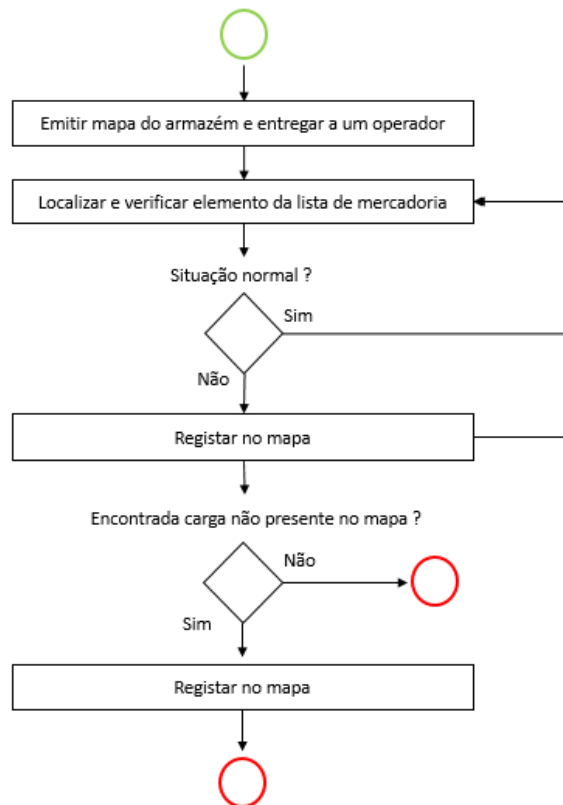 Emitir mapa do armazém e entregar a um operador
Localizar e verificar elemento da lista de mercadoria
Situação normal ?
Sim
Não
Registar no mapa
Encontrada carga não presente no mapa ?
Não
Sim
Registar no mapa